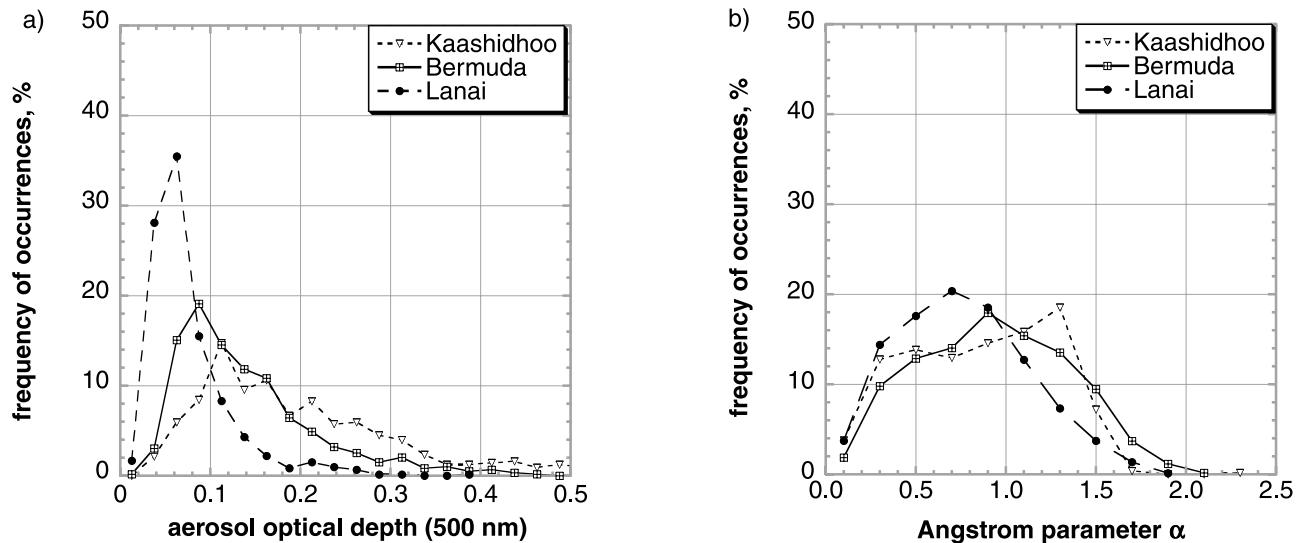 a)
frequency of occurrences, %
50
40
30
20
10
0
Kaashidhoo
Bermuda
Lanai
0 0.1 0.2 0.3 0.4 0.5
aerosol optical depth (500 nm)
b)
frequency of occurrences, %
50
40
30
20
10
0
Kaashidhoo
Bermuda
Lanai
0.0 0.5 1.0 1.5 2.0 2.5
Angstrom parameter α